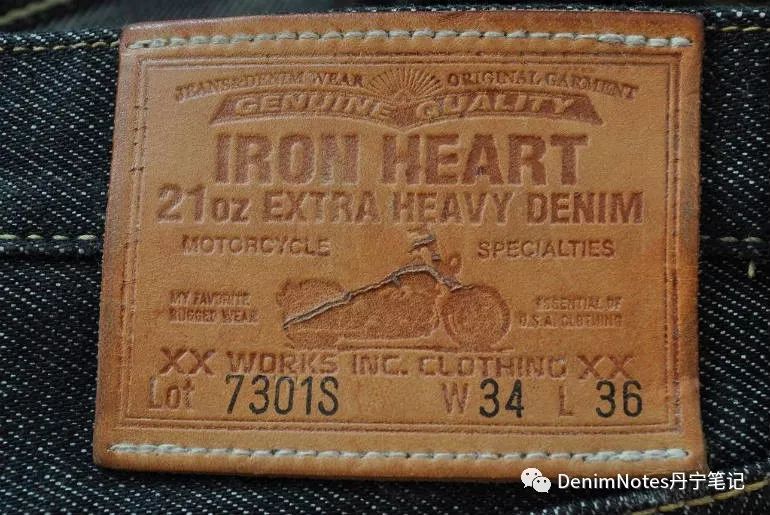 JEANS&DENIM WEAR ORIGINAL GARMENT
GENUINE QUALITY
IRON HEART
21oz EXTRA HEAVY DENIM
MOTORCYCLE SPECIALTIES
MY FAVORITE ESSENTIAL OF
RUGGED WEAR U.S.A. CLOTHING
XX WORKS INC. CLOTHING XX
Lot 7301S W 34 L 36
DenimNotes丹宁笔记